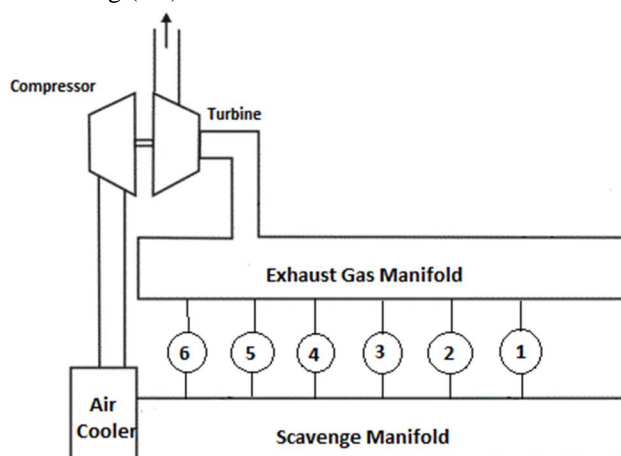 Compressor
Turbine
Exhaust Gas Manifold
6 5 4 3 2 1
Air
Cooler
Scavenge Manifold